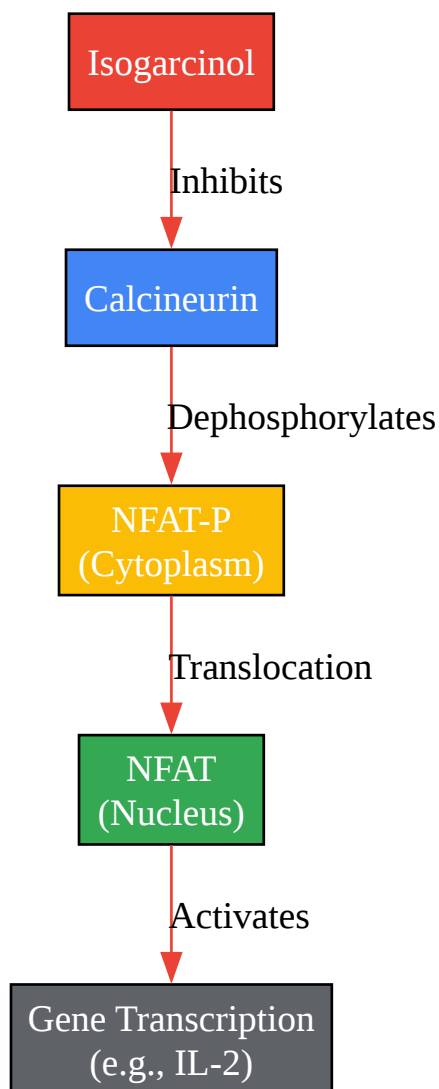 Isogarcinol
Inhibits
Calcineurin
Dephosphorylates
NFAT-P
(Cytoplasm)
Translocation
NFAT
(Nucleus)
Activates
Gene Transcription
(e.g., IL-2)